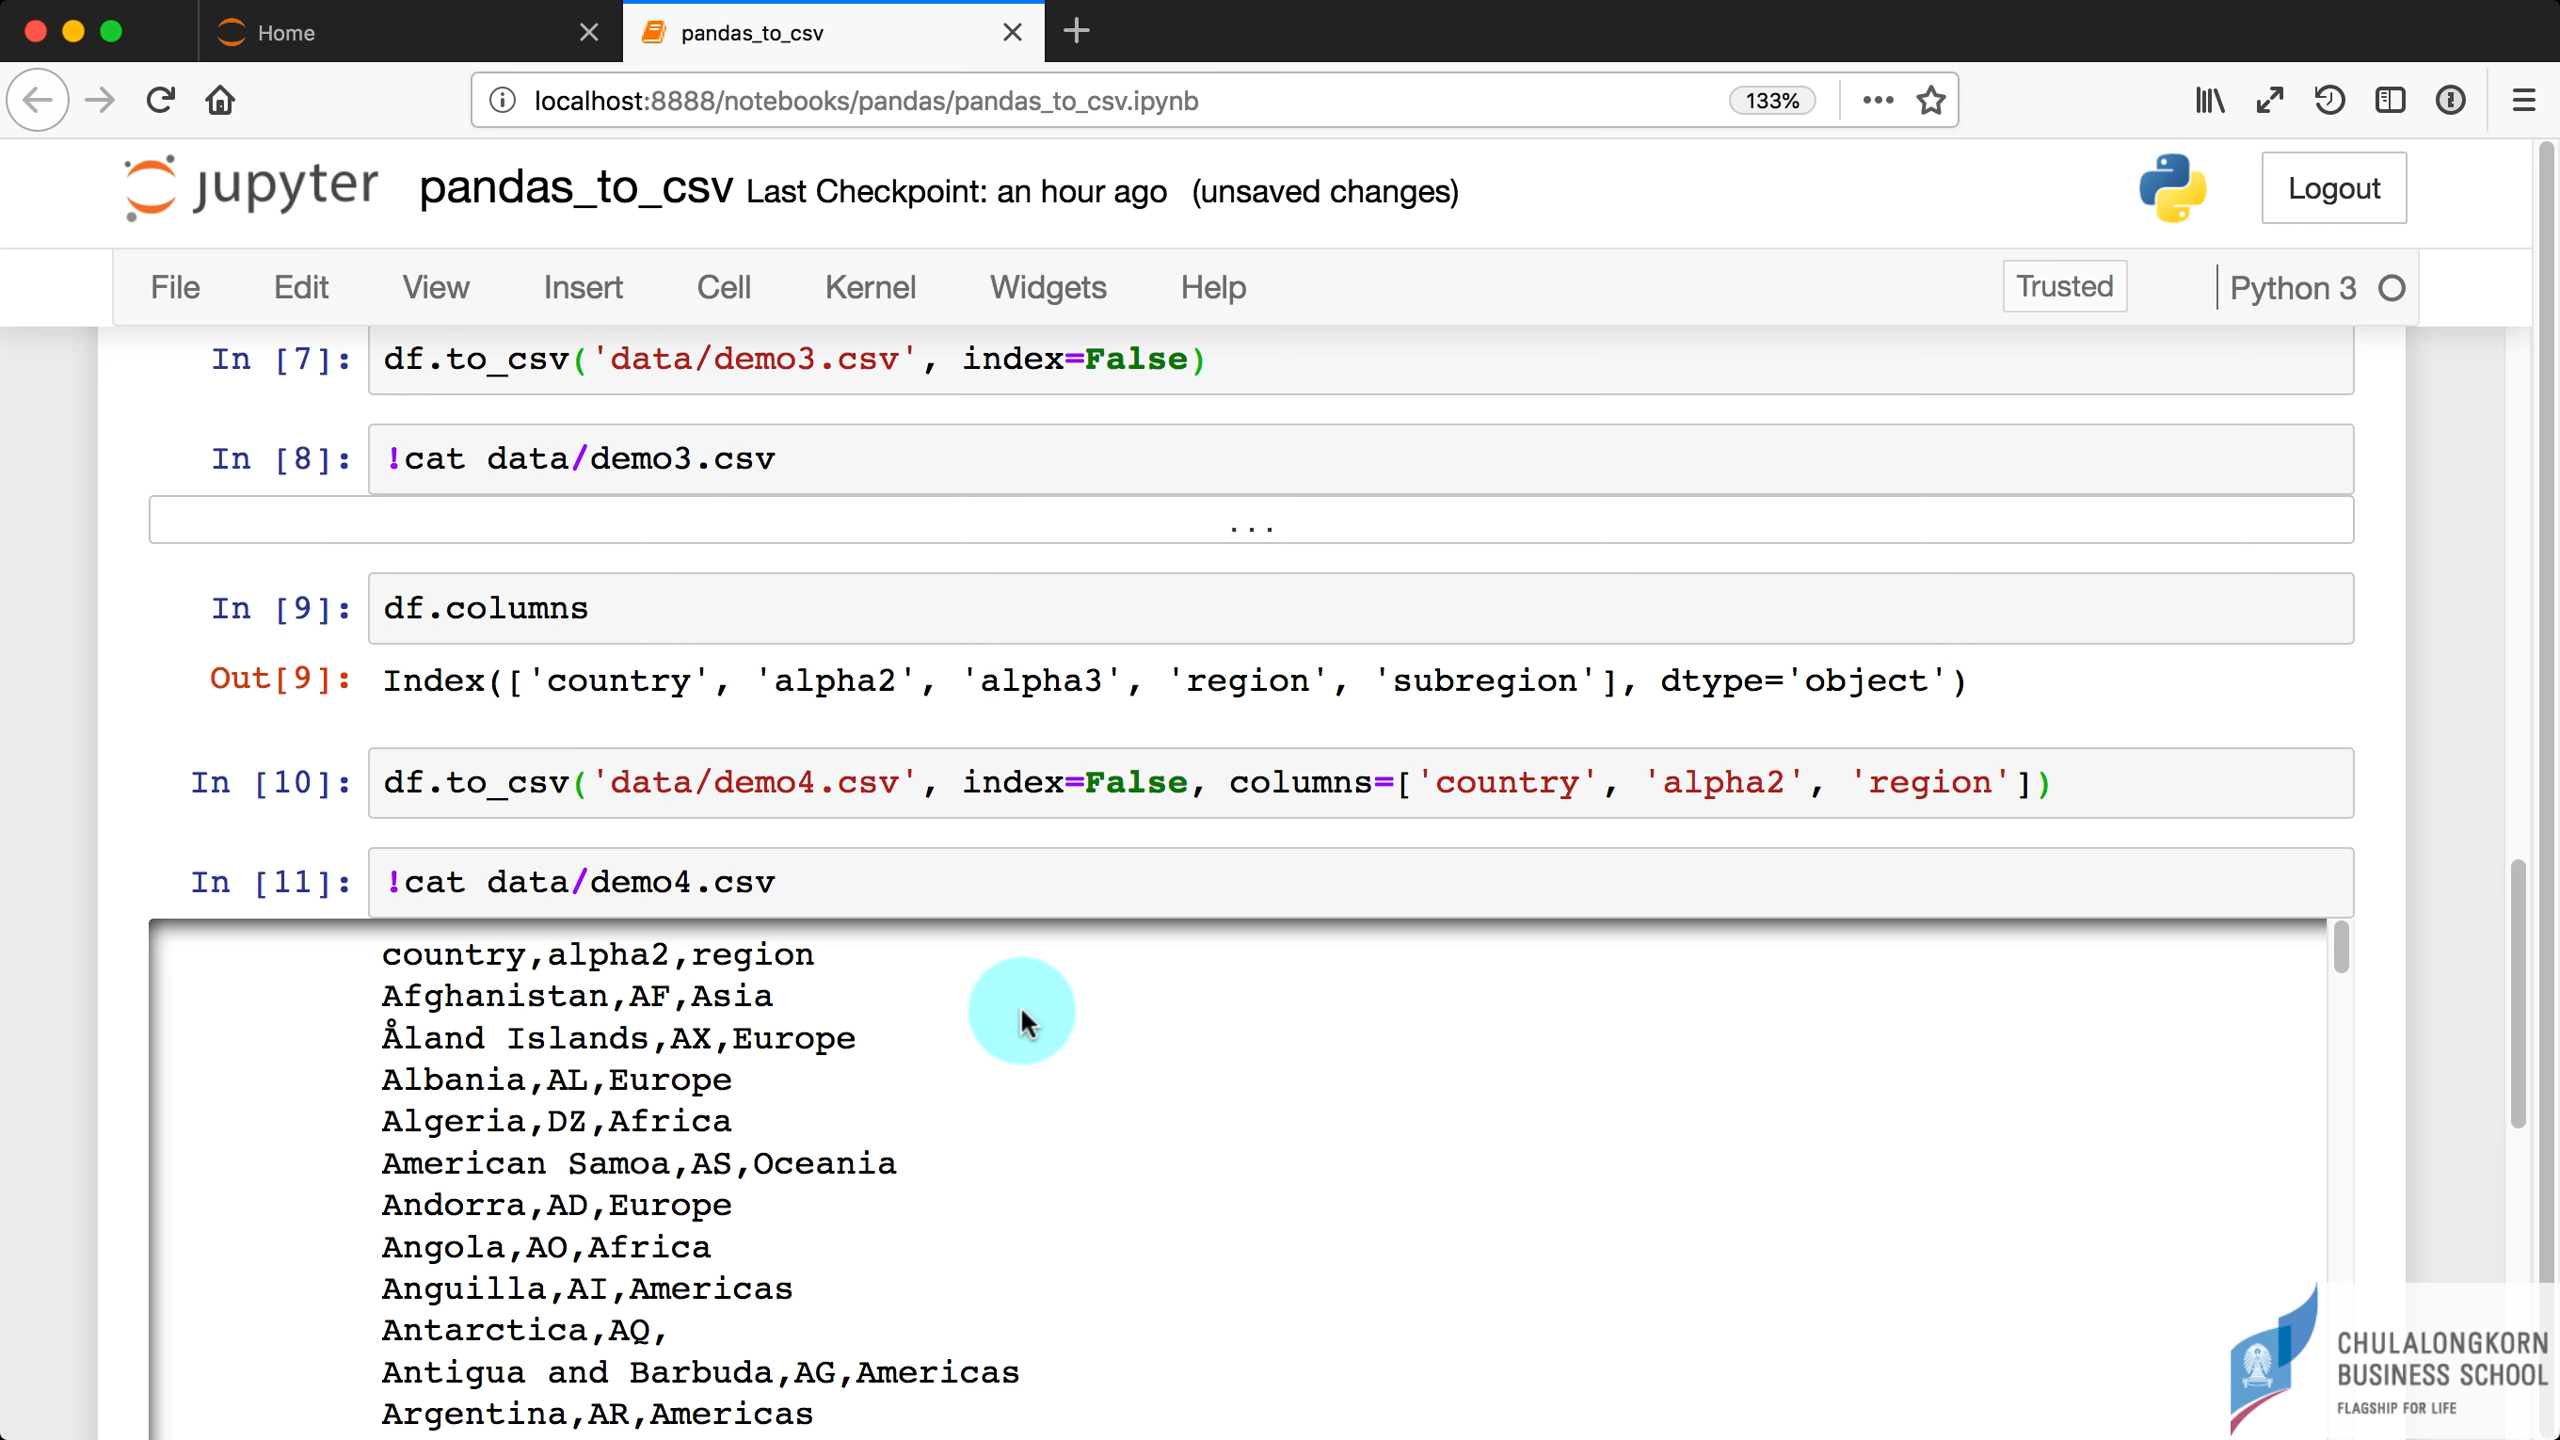 Home
pandas_to_csv
localhost:8888/notebooks/pandas/pandas_to_csv.ipynb
133%
jupyter pandas_to_csv Last Checkpoint: an hour ago (unsaved changes)
Logout
File Edit View Insert Cell Kernel Widgets Help
Trusted
Python 3
In [7]: df.to_csv('data/demo3.csv', index=False)
In [8]: !cat data/demo3.csv
...
In [9]: df.columns
Out[9]: Index(['country', 'alpha2', 'alpha3', 'region', 'subregion'], dtype='object')
In [10]: df.to_csv('data/demo4.csv', index=False, columns=['country', 'alpha2', 'region'])
In [11]: !cat data/demo4.csv
country,alpha2,region
Afghanistan,AF,Asia
Åland Islands,AX,Europe
Albania,AL,Europe
Algeria,DZ,Africa
American Samoa,AS,Oceania
Andorra,AD,Europe
Angola,AO,Africa
Anguilla,AI,Americas
Antarctica,AQ,
Antigua and Barbuda,AG,Americas
Argentina,AR,Americas
CHULALONGKORN
BUSINESS SCHOOL
FLAGSHIP FOR LIFE